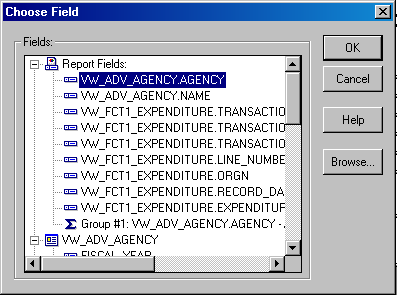 Choose Field
Fields:
Report Fields:
VW_ADV_AGENCY.AGENCY
VW_ADV_AGENCY.NAME
VW_FCT1_EXPENDITURE.TRANSACTIO
VW_FCT1_EXPENDITURE.TRANSACTIO
VW_FCT1_EXPENDITURE.TRANSACTIO
VW_FCT1_EXPENDITURE.LINE_NUMBE
VW_FCT1_EXPENDITURE.ORGN
VW_FCT1_EXPENDITURE.RECORD_DA
VW_FCT1_EXPENDITURE.EXPENDITUF
Group #1: VW_ADV_AGENCY.AGENCY - .
VW_ADV_AGENCY
FISCAL_YEAR
OK
Cancel
Help
Browse...